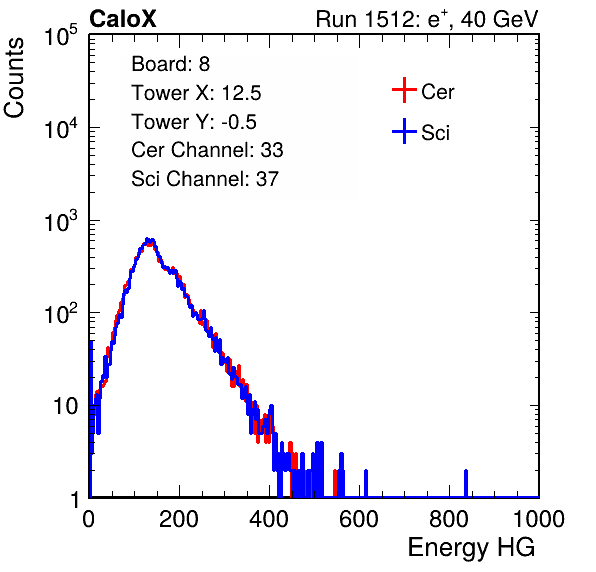 CaloX Run 1512: e⁺, 40 GeV
Counts
10⁵
10⁴
10³
10²
10
1
Board: 8
Tower X: 12.5
Tower Y: -0.5
Cer Channel: 33
Sci Channel: 37
Cer
Sci
0 200 400 600 800 1000
Energy HG